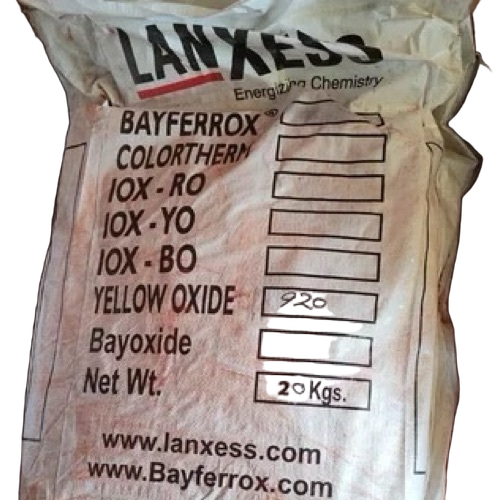 LANXESS
Energizing Chemistry
BAYFERROX®
COLORTHERM
IOX - RO
IOX - YO
IOX - BO
YELLOW OXIDE 920
Bayoxide
Net Wt. 20 Kgs.
www.lanxess.com
www.Bayferrox.com